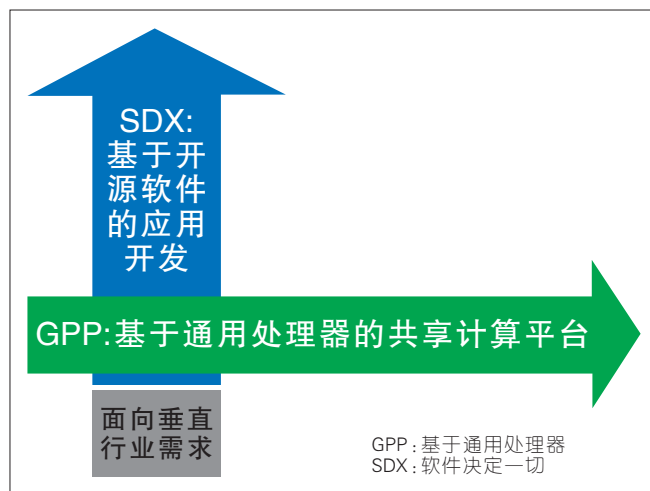 SDX:
基于开
源软件
的应用
开发
GPP:基于通用处理器的共享计算平台
面向垂直
行业需求
GPP:基于通用处理器
SDX:软件决定一切